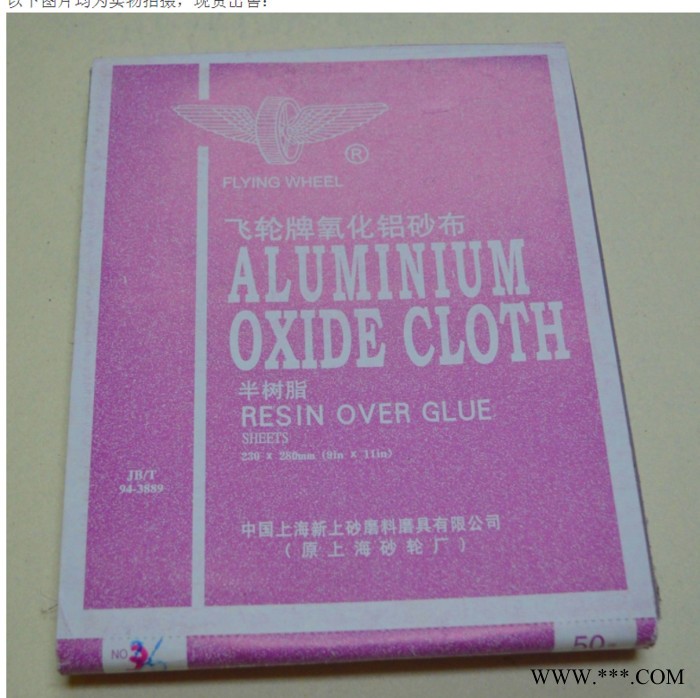 以下图片均为实物拍摄，现货出售!
®
FLYING WHEEL
飞轮牌氧化铝砂布
ALUMINIUM
OXIDE CLOTH
半树脂
RESIN OVER GLUE
SHEETS
230 × 280mm (9in × 11in)
JB/T
94-3889
中国上海新上砂磨料磨具有限公司
(原上海砂轮厂)
NO
50
WWW.***.COM